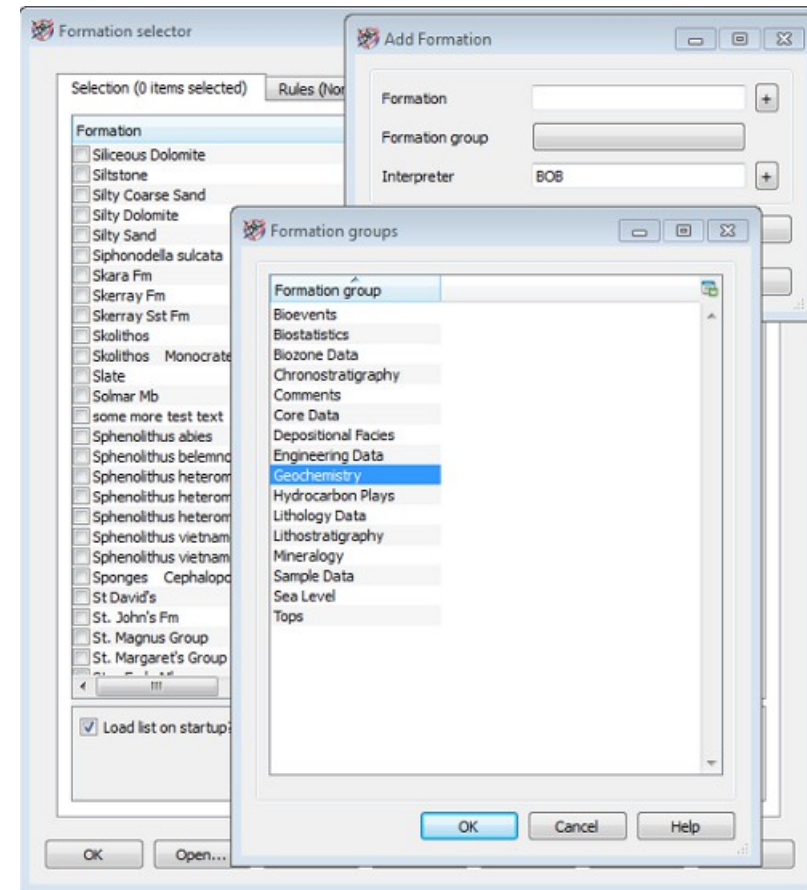 Formation selector
Selection (0 items selected)
Rules (Nor
Formation
Siliceous Dolomite
Siltstone
Silty Coarse Sand
Silty Dolomite
Silty Sand
Siphonodella sulcata
Skara Fm
Skerray Fm
Skerray Sst Fm
Skolithos
Skolithos Monocrate
Slate
Solmar Mb
some more test text
Sphenolithus abies
Sphenolithus belemno
Sphenolithus heterom
Sphenolithus heterom
Sphenolithus heterom
Sphenolithus vietnam
Sphenolithus vietnam
Sponges Cephalopo
St David's
St. John's Fm
St. Magnus Group
St. Margaret's Group
Load list on startup?
OK
Open...
Add Formation
Formation
+
Formation group
Interpreter
BOB
+
Formation groups
Formation group
Bioevents
Biostatistics
Biozone Data
Chronostratigraphy
Comments
Core Data
Depositional Facies
Engineering Data
Geochemistry
Hydrocarbon Plays
Lithology Data
Lithostratigraphy
Mineralogy
Sample Data
Sea Level
Tops
OK
Cancel
Help